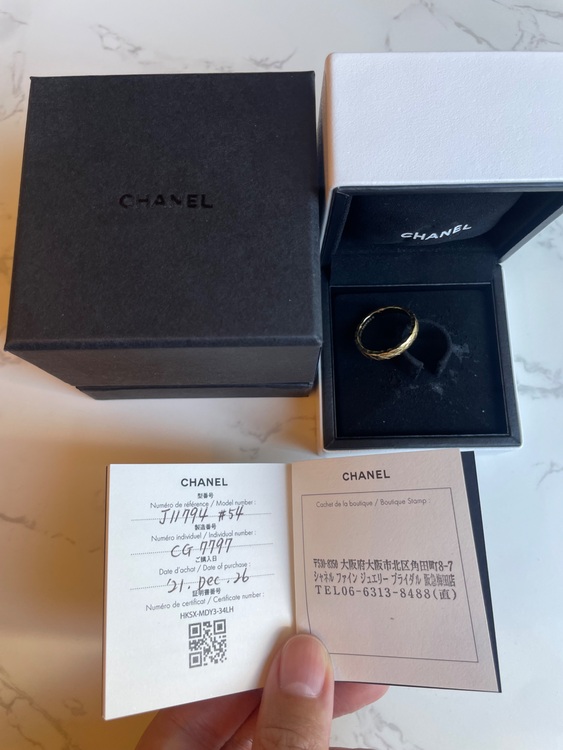 CHANEL
CHANEL
CHANEL
型番号
Numéro de référence / Model number :
J11794 #54
製造番号
Numéro individuel / Individual number :
CG 7797
ご購入日
Date d'achat / Date of purchase :
'21. Dec. 26
証明書番号
Numéro de certificat / Certificate number :
HKSX-MDY3-34LH
CHANEL
Cachet de la boutique / Boutique Stamp :
〒530-8350 大阪府大阪市北区角田町8-7
シャネル ファイン ジュエリー ブライダル 阪急梅田店
TEL06-6313-8488(直)